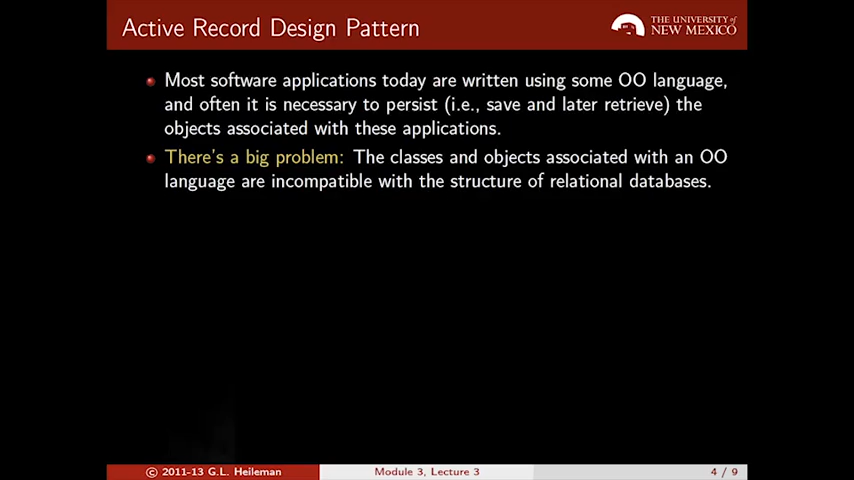 Active Record Design Pattern
THE UNIVERSITY of
NEW MEXICO
Most software applications today are written using some OO language,
and often it is necessary to persist (i.e., save and later retrieve) the
objects associated with these applications.
There's a big problem: The classes and objects associated with an OO
language are incompatible with the structure of relational databases.
© 2011-13 G.L. Heileman
Module 3, Lecture 3
4 / 9